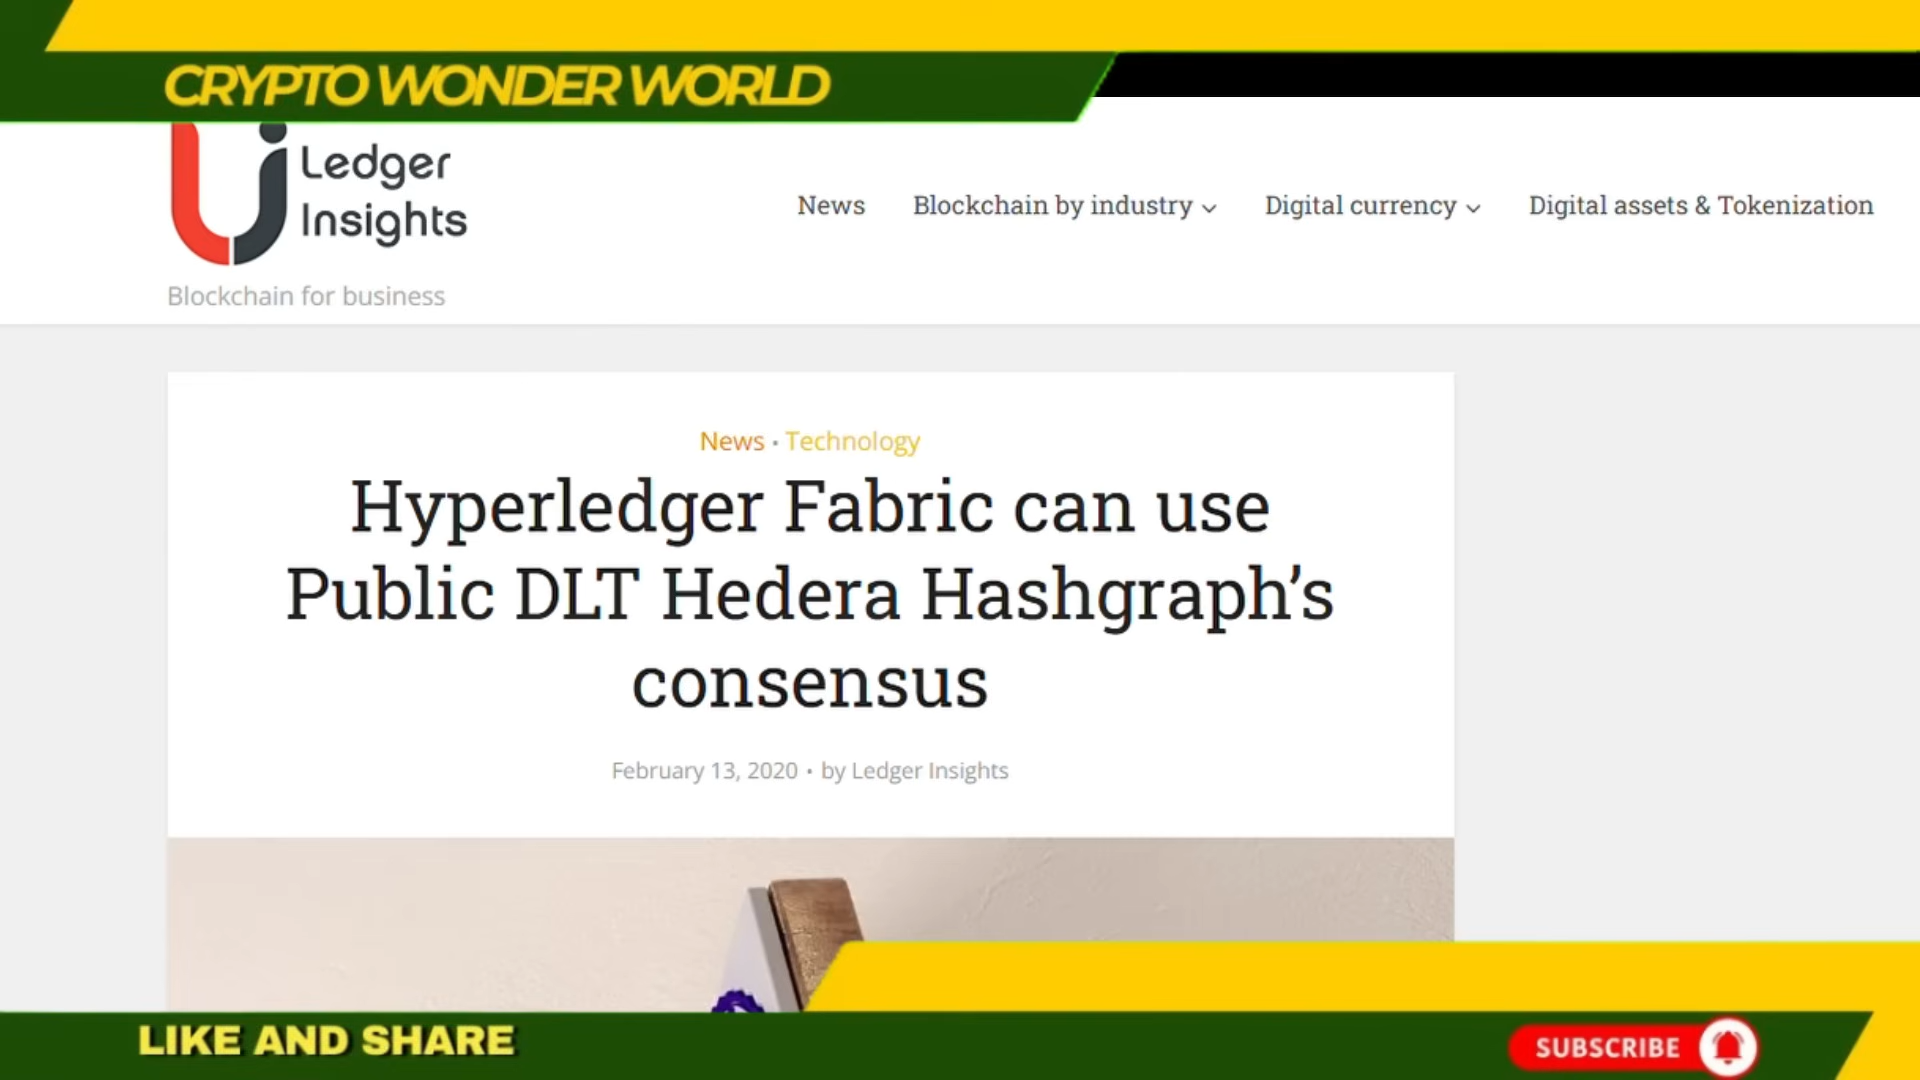 CRYPTO WONDER WORLD
Ledger
Insights
Blockchain for business
News
Blockchain by industry
Digital currency
Digital assets & Tokenization
News · Technology
Hyperledger Fabric can use
Public DLT Hedera Hashgraph’s
consensus
February 13, 2020 · by Ledger Insights
LIKE AND SHARE
SUBSCRIBE